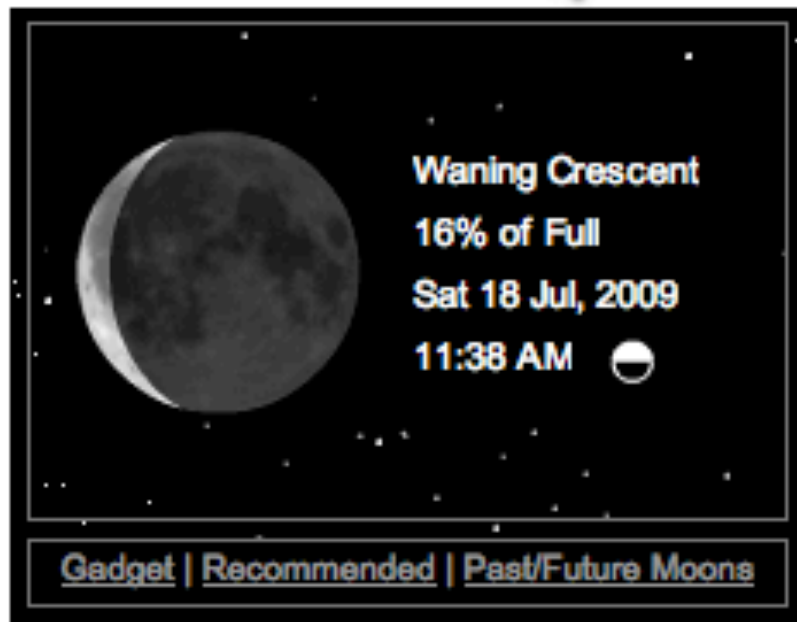 Waning Crescent
16% of Full
Sat 18 Jul, 2009
11:38 AM
Gadget | Recommended | Past/Future Moons